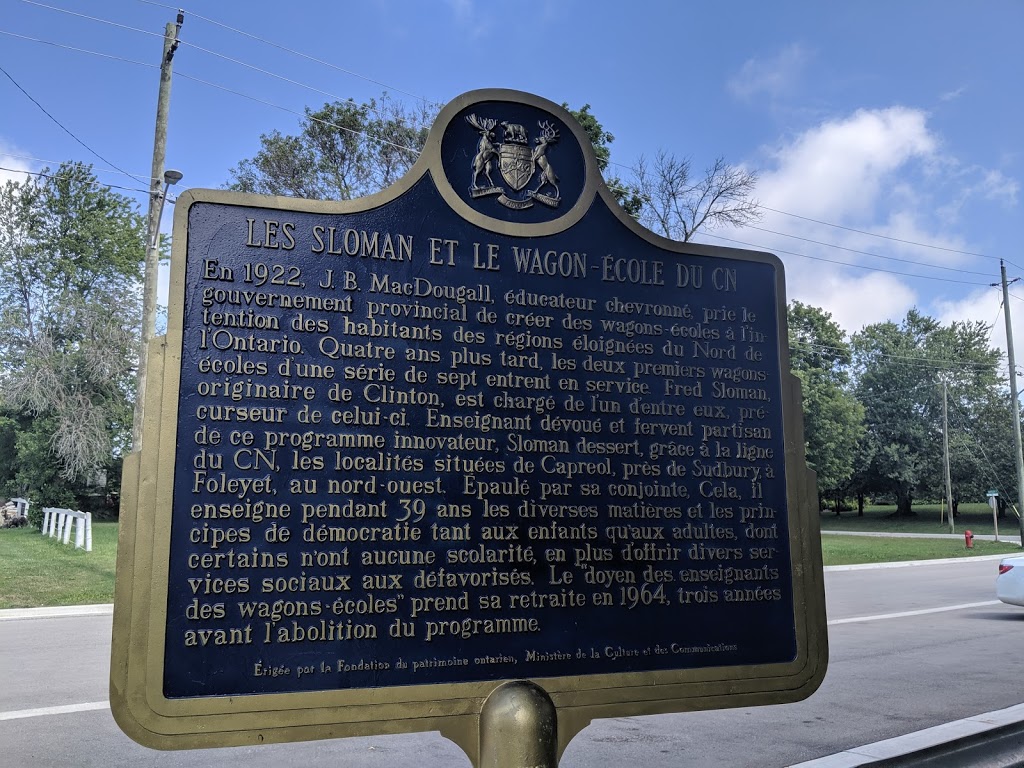 LES SLOMAN ET LE WAGON-ÉCOLE DU CN
En 1922, J. B. MacDougall, éducateur chevronné, prie le
gouvernement provincial de créer des wagons-écoles à l'in-
tention des habitants des régions éloignées du Nord de
l'Ontario. Quatre ans plus tard, les deux premiers wagons-
écoles d'une série de sept entrent en service. Fred Sloman,
originaire de Clinton, est chargé de l'un d'entre eux, pré-
curseur de celui-ci. Enseignant dévoué et fervent partisan
de ce programme innovateur, Sloman dessert, grâce à la ligne
du CN, les localités situées de Capreol, près de Sudbury, à
Foleyet, au nord-ouest. Épaulé par sa conjointe, Cela, il
enseigne pendant 39 ans les diverses matières et les prin-
cipes de démocratie tant aux enfants qu'aux adultes, dont
certains n'ont aucune scolarité, en plus d'offrir divers ser-
vices sociaux aux défavorisés. Le "doyen des enseignants
des wagons-écoles" prend sa retraite en 1964, trois années
avant l'abolition du programme.
Érigée par la Fondation du patrimoine ontarien, Ministère de la Culture et des Communications